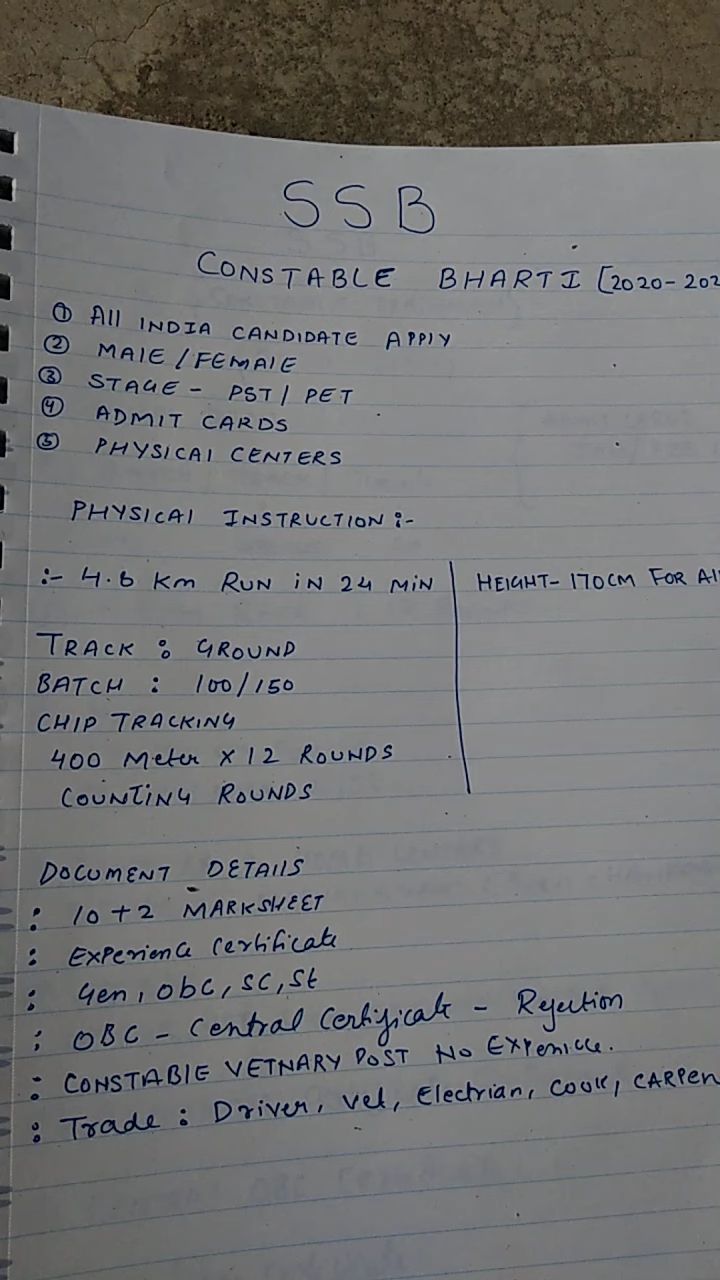 SSB
CONSTABLE BHARTI [2020-202
① All INDIA CANDIDATE APPlY
② MAlE / FEMAlE
③ STAGE - PST / PET
④ ADMIT CARDS
⑤ PHYSICAl CENTERS
PHYSICAl INSTRUCTION :-
:- 4.8 Km RUN iN 24 MiN
HEIGHT- 170CM FOR All
TRACK : GROUND
BATCH : 100/150
CHIP TRACKING
400 Meter X 12 ROUNDS
COUNTING ROUNDS
DOCUMENT DETAIlS
: 10+2 MARKSHEET
: Experience Certificate
: Gen, Obc, SC, St
: OBC - Central Certificate - Rejection
: CONSTABlE VETNARY POST NO
: Trade : Driver, vet, Electrian, Cook, CARPEN